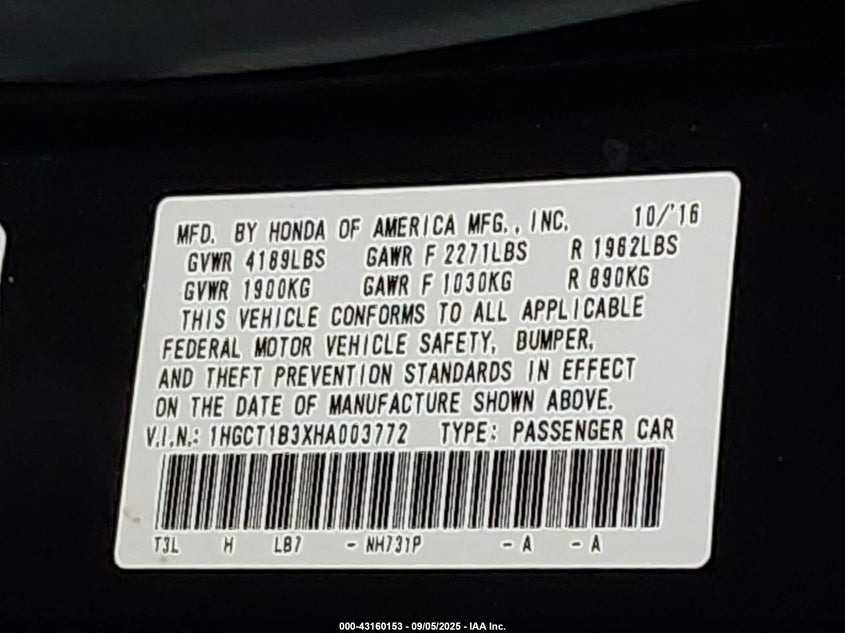 MFD. BY HONDA OF AMERICA MFG., INC. 10/'16
GVWR 4189LBS GAWR F 2271LBS R 1962LBS
GVWR 1900KG GAWR F 1030KG R 890KG
THIS VEHICLE CONFORMS TO ALL APPLICABLE
FEDERAL MOTOR VEHICLE SAFETY, BUMPER,
AND THEFT PREVENTION STANDARDS IN EFFECT
ON THE DATE OF MANUFACTURE SHOWN ABOVE.
V.I.N.: 1HGCT1B3XHA003772 TYPE: PASSENGER CAR
T3L H LB7 - NH731P - A - A
000-43160153 - 09/05/2025 - IAA Inc.